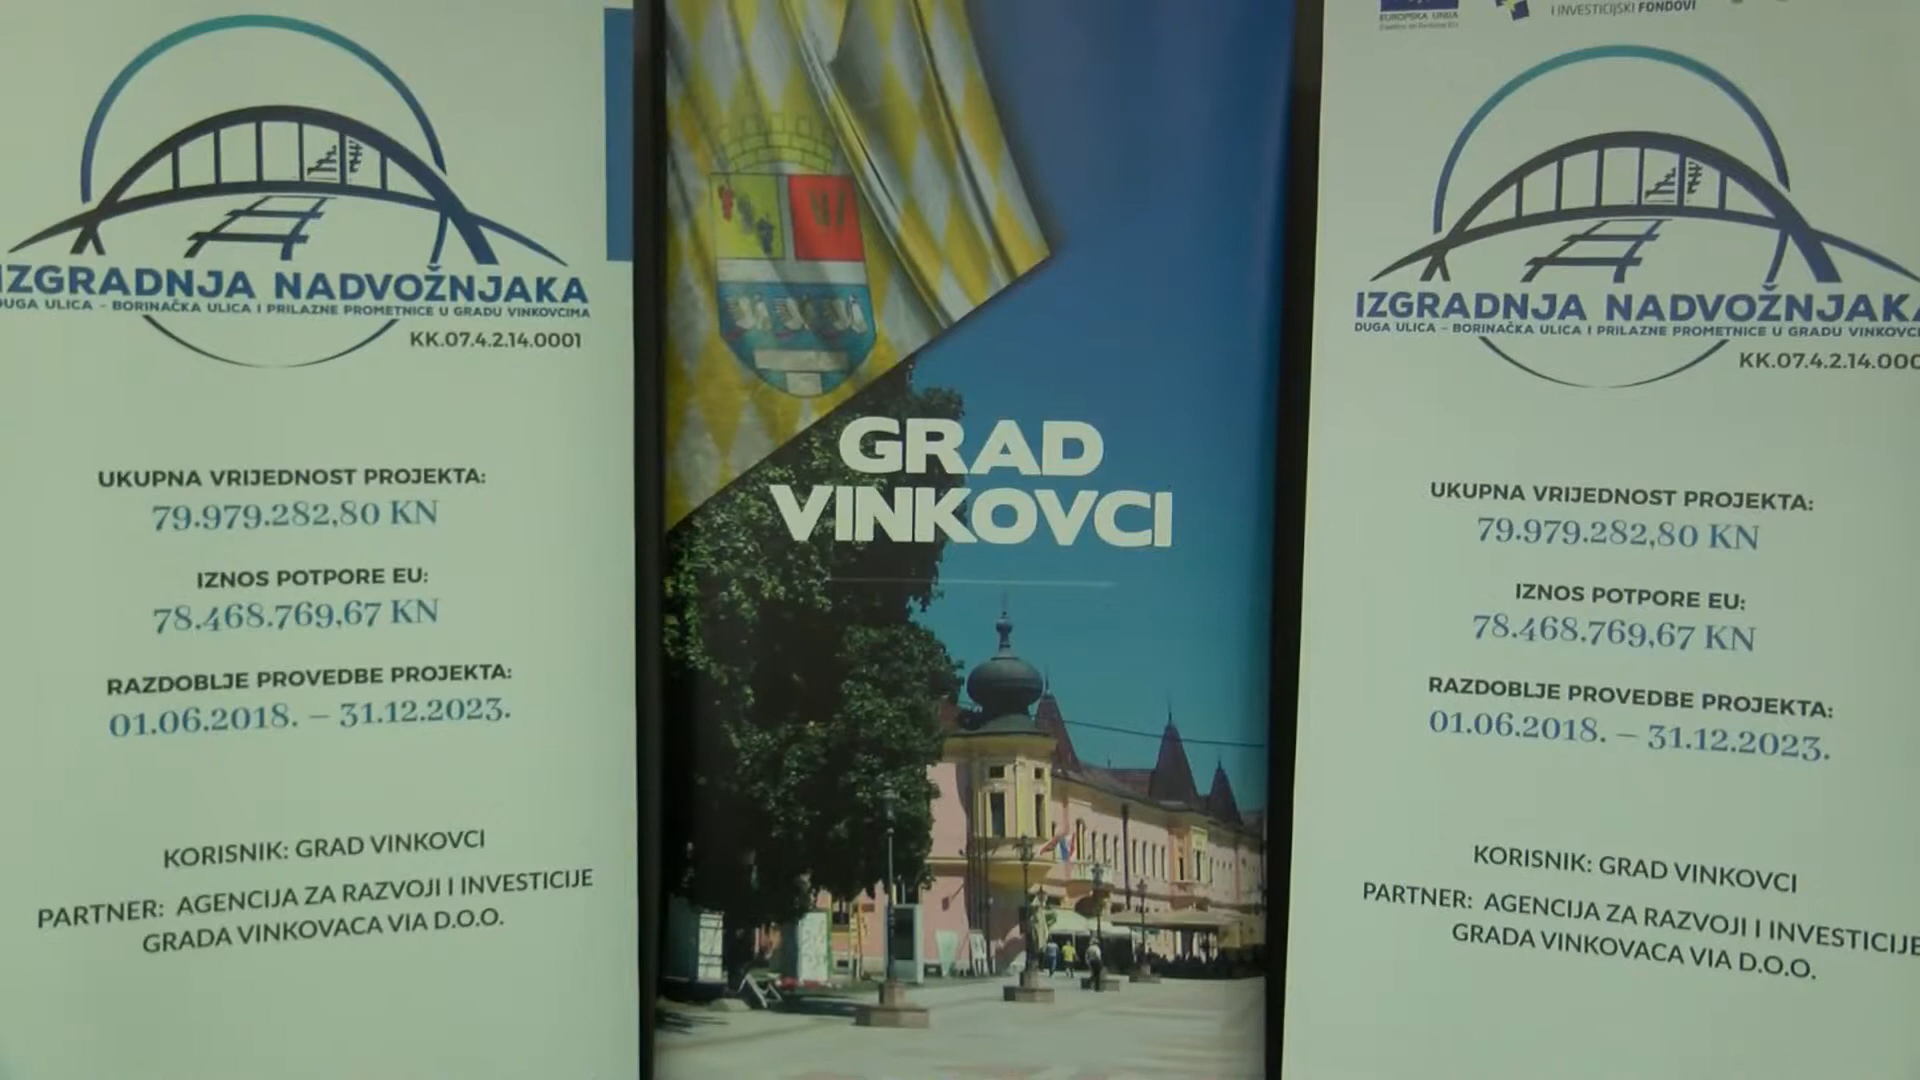 IZGRADNJA NADVOŽNJAKA
DUGA ULICA – BORINAČKA ULICA I PRILAZNE PROMETNICE U GRADU VINKOVCIMA
KK.07.4.2.14.0001
UKUPNA VRIJEDNOST PROJEKTA:
79.979.282,80 KN
IZNOS POTPORE EU:
78.468.769,67 KN
RAZDOBLJE PROVEDBE PROJEKTA:
01.06.2018. – 31.12.2023.
KORISNIK: GRAD VINKOVCI
PARTNER: AGENCIJA ZA RAZVOJI I INVESTICIJE
GRADA VINKOVACA VIA D.O.O.
GRAD
VINKOVCI
EUROPSKA UNIJA
I INVESTICIJSKI FONDOVI
IZGRADNJA NADVOŽNJAKA
DUGA ULICA – BORINAČKA ULICA I PRILAZNE PROMETNICE U GRADU VINKOVC
KK.07.4.2.14.000
UKUPNA VRIJEDNOST PROJEKTA:
79.979.282,80 KN
IZNOS POTPORE EU:
78.468.769,67 KN
RAZDOBLJE PROVEDBE PROJEKTA:
01.06.2018. – 31.12.2023.
KORISNIK: GRAD VINKOVCI
PARTNER: AGENCIJA ZA RAZVOJI I INVESTICIJE
GRADA VINKOVACA VIA D.O.O.